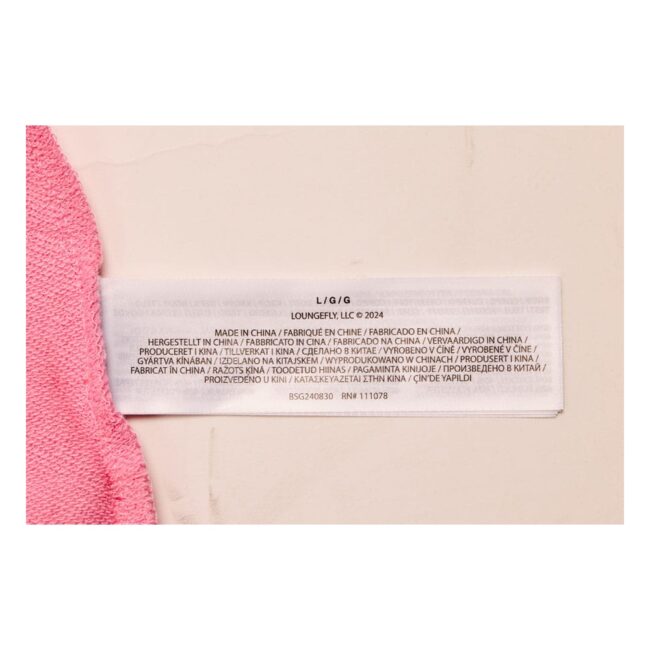 L / G / G
LOUNGEFLY, LLC © 2024
MADE IN CHINA / FABRIQUÉ EN CHINE / FABRICADO EN CHINA /
HERGESTELLT IN CHINA / FABBRICATO IN CINA / FABRICADO NA CHINA / VERVAARDIGD IN CHINA /
PRODUCERET I KINA / TILLVERKAT I KINA / СДЕЛАНО В КИТАЕ / VYROBENO V ČÍNĚ / VYROBENÉ V ČÍNE /
GYÁRTVA KÍNÁBAN / IZDELANO NA KITAJSKEM / WYPRODUKOWANO W CHINACH / PRODUSERT I KINA /
FABRICAT ÎN CHINA / RAŽOTS ĶĪNĀ / TOODETUD HIINAS / PAGAMINTA KINIJOJE / ПРОИЗВЕДЕНО В КИТАЙ /
PROIZVEDENO U KINI / ΚΑΤΑΣΚΕΥΑΖΕΤΑΙ ΣΤΗΝ ΚΙΝΑ / ÇİN'DE YAPILDI
BSG240830 RN# 111078